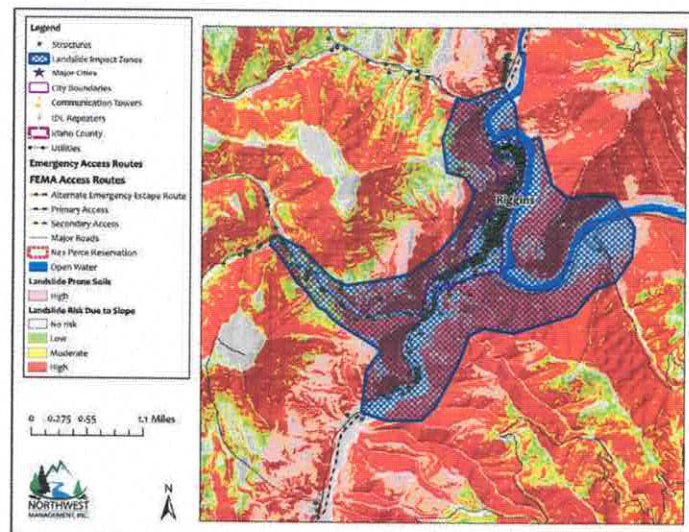 Legend
Structures
Landslide Impact Zones
Major Cities
City Boundaries
Communication Towers
IDL Repeaters
Idaho County
Utilities
Emergency Access Routes
FEMA Access Routes
Alternate Emergency Estape Route
Primary Access
Secondary Access
Major Roads
Nez Perce Reservation
Open Water
Landslide Prone Soils
High
Landslide Risk Due to Slope
No risk
Low
Moderate
High
0 0.275 0.55 1.1 Miles
N
NORTHWEST
MANAGEMENT, INC.
Riggins